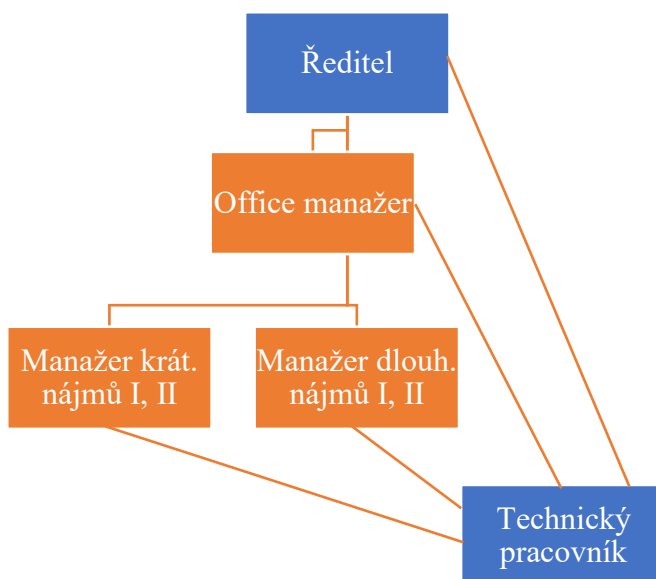 Ředitel
Office manažer
Manažer krát.
nájmů I, II
Manažer dlouh.
nájmů I, II
Technický
pracovník